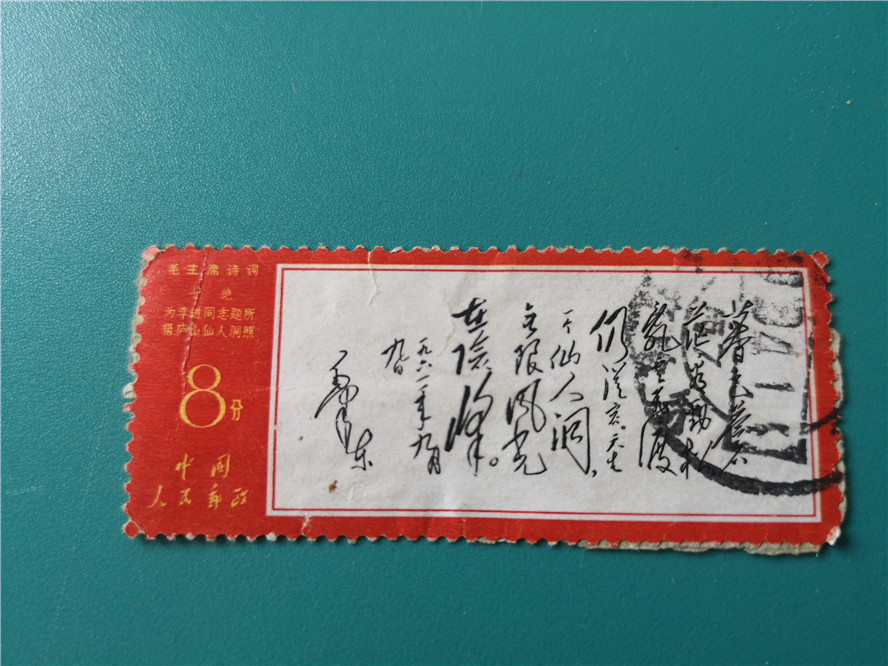 毛主席诗词
七绝
为李进同志题所
摄庐山仙人洞照
8分
中国
人民邮政
暮色苍
茫看劲松
乱云飞渡
仍从容。天生
一个仙人洞，
无限风光
在险峰。
一九六一年九月
九日
毛泽东